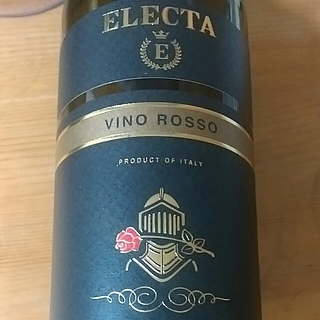 ELECTA
E
VINO ROSSO
PRODUCT OF ITALY